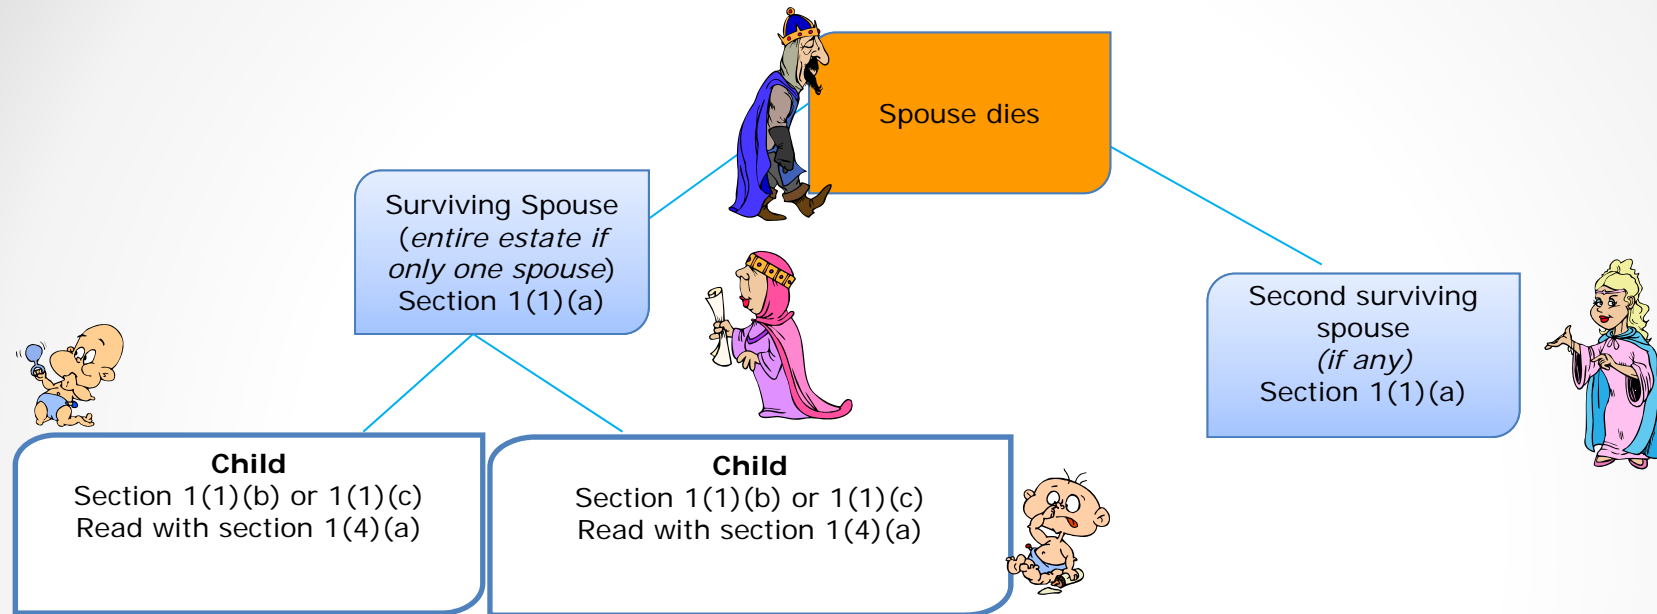 Spouse dies
Surviving Spouse
(entire estate if
only one spouse)
Section 1(1)(a)
Second surviving
spouse
(if any)
Section 1(1)(a)
Child
Section 1(1)(b) or 1(1)(c)
Read with section 1(4)(a)
Child
Section 1(1)(b) or 1(1)(c)
Read with section 1(4)(a)